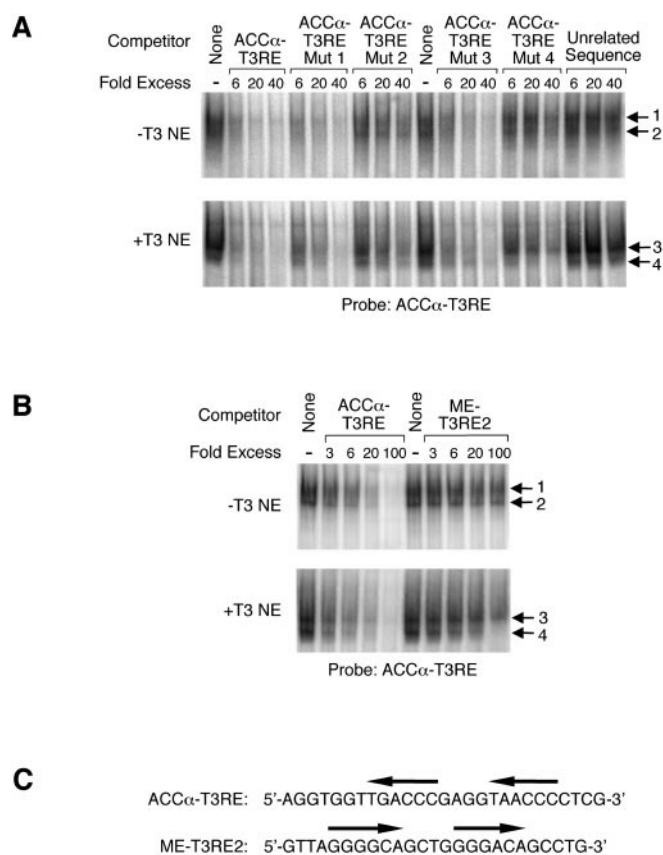 A
Competitor
None
ACCα-
T3RE
ACCα-
T3RE
Mut 1
ACCα-
T3RE
Mut 2
None
ACCα-
T3RE
Mut 3
ACCα-
T3RE
Mut 4
Unrelated
Sequence
Fold Excess
- 6 20 40 6 20 40 6 20 40 - 6 20 40 6 20 40 6 20 40
-T3 NE
1
2
+T3 NE
3
4
Probe: ACCα-T3RE
B
Competitor
None
ACCα-
T3RE
None
ME-
T3RE2
Fold Excess
- 3 6 20 100 - 3 6 20 100
-T3 NE
1
2
+T3 NE
3
4
Probe: ACCα-T3RE
C
ACCα-T3RE: 5'-AGGTGGTTGACCCGAGGTAACCCCTCG-3'
ME-T3RE2: 5'-GTTAGGGGCAGCTGGGGACAGCCTG-3'